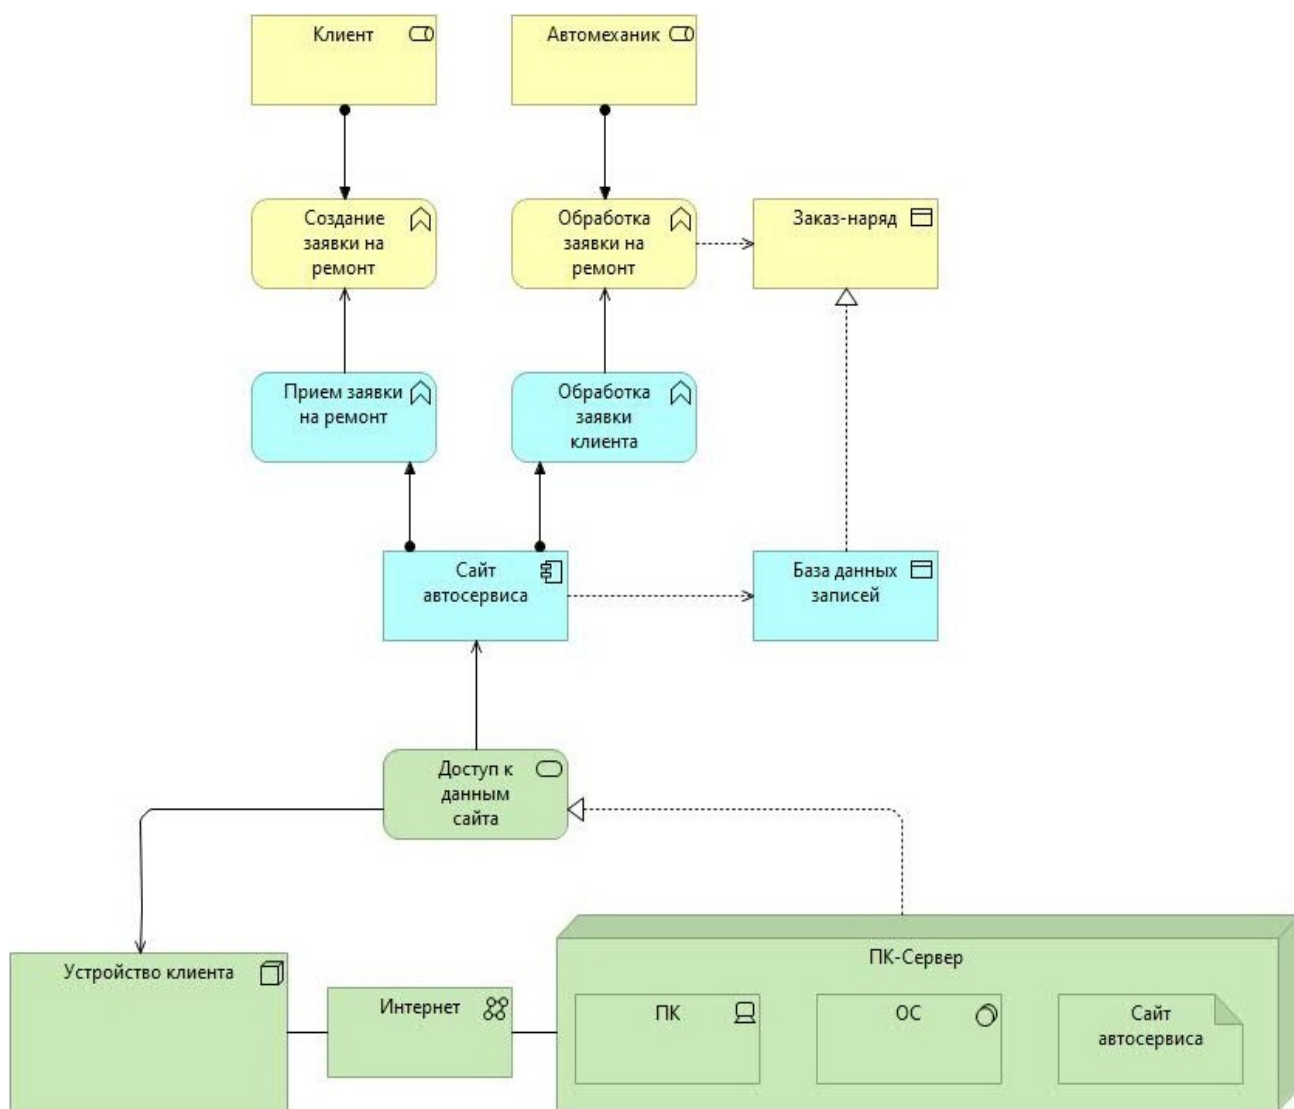 Клиент
Автомеханик
Создание
заявки на
ремонт
Обработка
заявки на
ремонт
Заказ-наряд
Прием заявки
на ремонт
Обработка
заявки
клиента
Сайт
автосервиса
База данных
записей
Доступ к
данным
сайта
Устройство клиента
Интернет
ПК-Сервер
ПК
ОС
Сайт
автосервиса